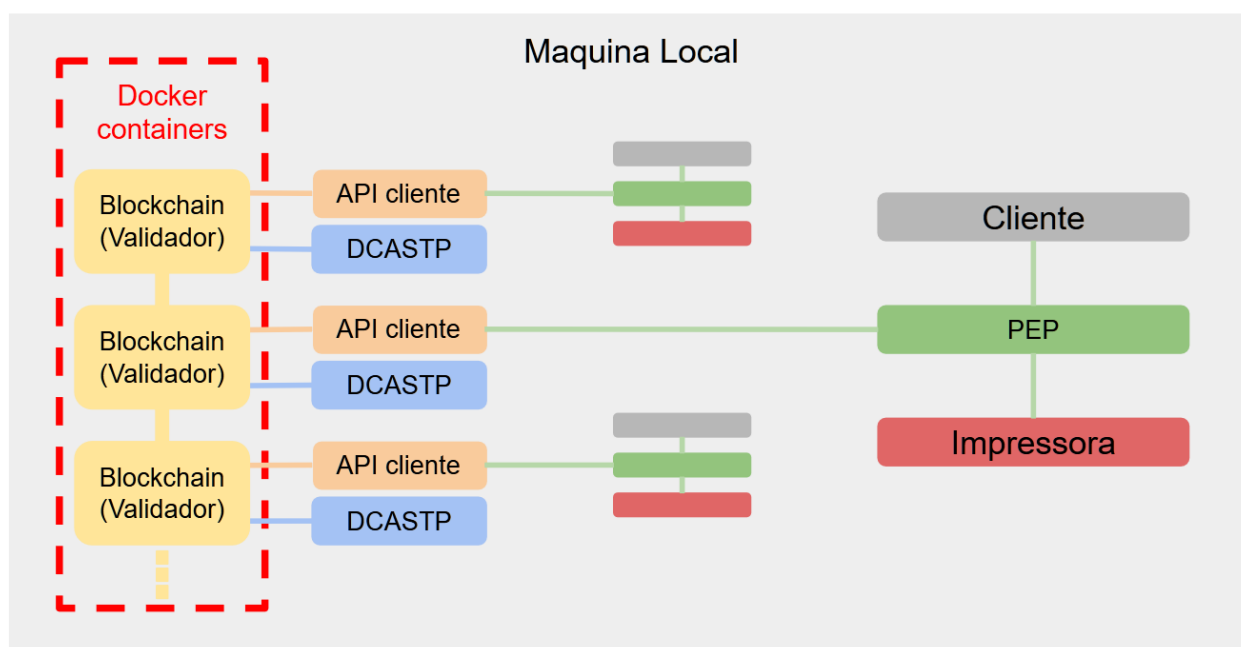 Maquina Local
Docker
containers
Blockchain
(Validador)
API cliente
DCASTP
Blockchain
(Validador)
API cliente
DCASTP
Blockchain
(Validador)
API cliente
DCASTP
Cliente
PEP
Impressora